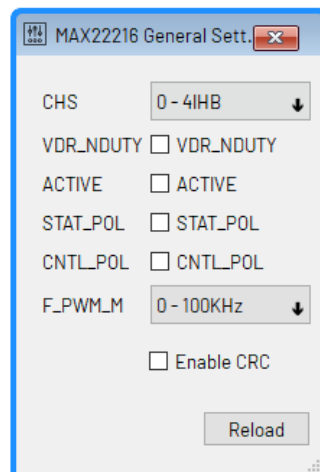 MAX22216 General Sett.
CHS 0 - 4IHB
VDR_NDUTY VDR_NDUTY
ACTIVE ACTIVE
STAT_POL STAT_POL
CNTL_POL CNTL_POL
F_PWM_M 0 - 100KHz
Enable CRC
Reload